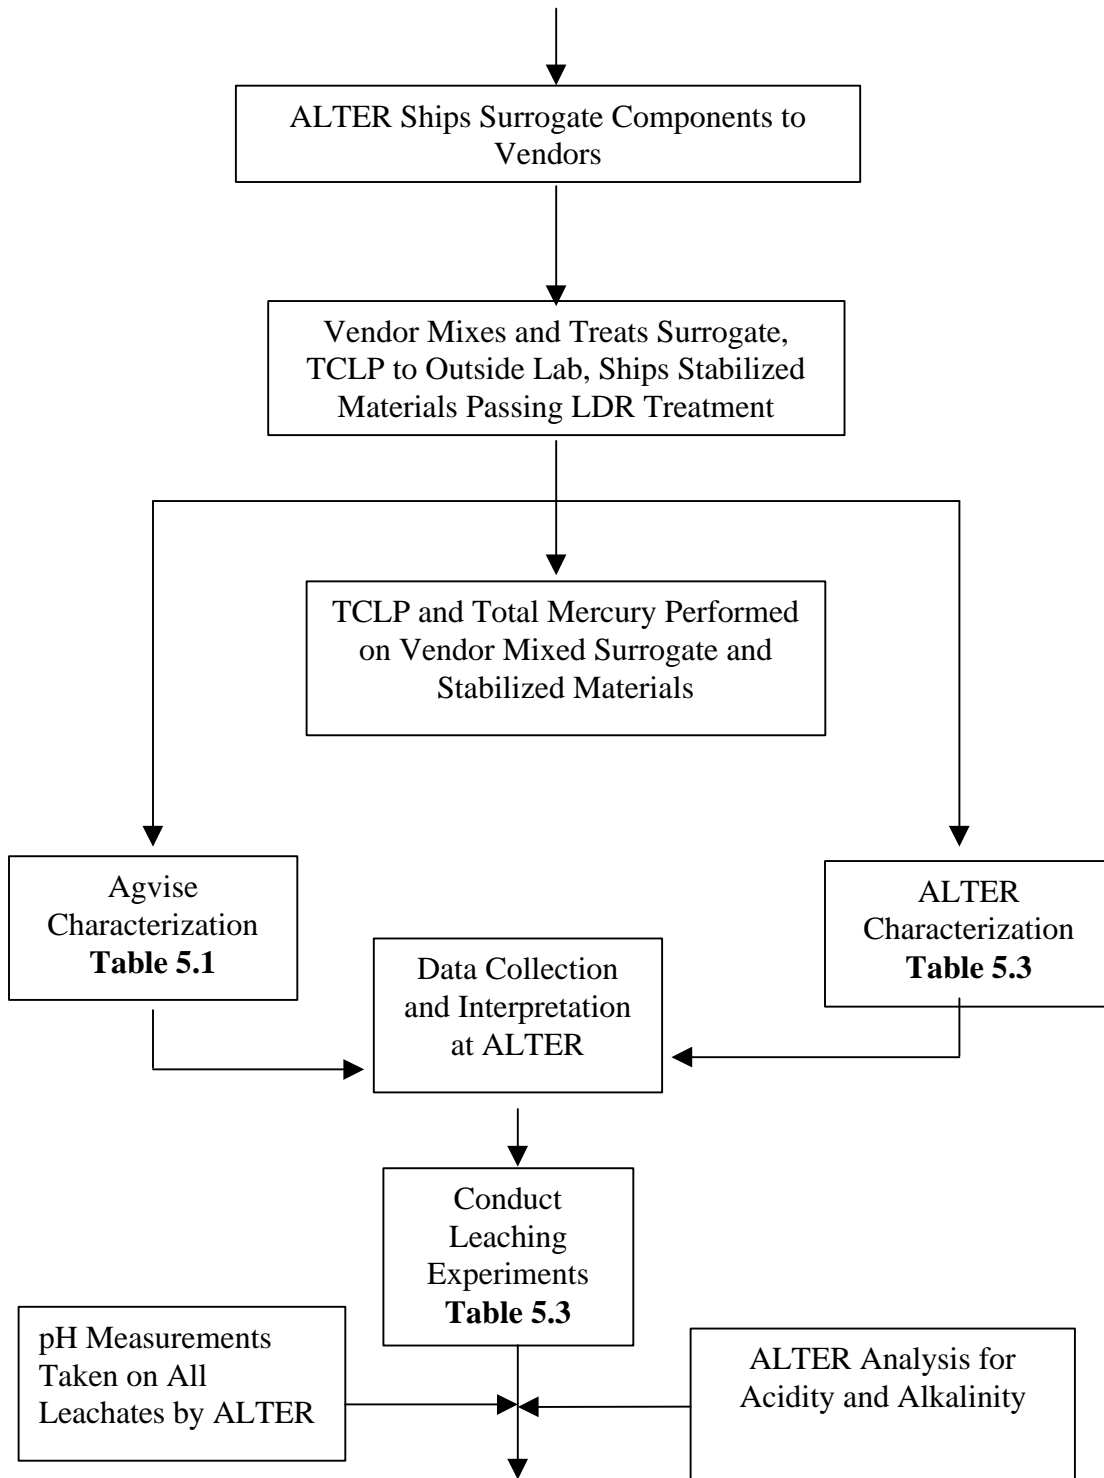 ALTER Ships Surrogate Components to
Vendors
Vendor Mixes and Treats Surrogate,
TCLP to Outside Lab, Ships Stabilized
Materials Passing LDR Treatment
TCLP and Total Mercury Performed
on Vendor Mixed Surrogate and
Stabilized Materials
Agvise
Characterization
Table 5.1
ALTER
Characterization
Table 5.3
Data Collection
and Interpretation
at ALTER
Conduct
Leaching
Experiments
Table 5.3
pH Measurements
Taken on All
Leachates by ALTER
ALTER Analysis for
Acidity and Alkalinity